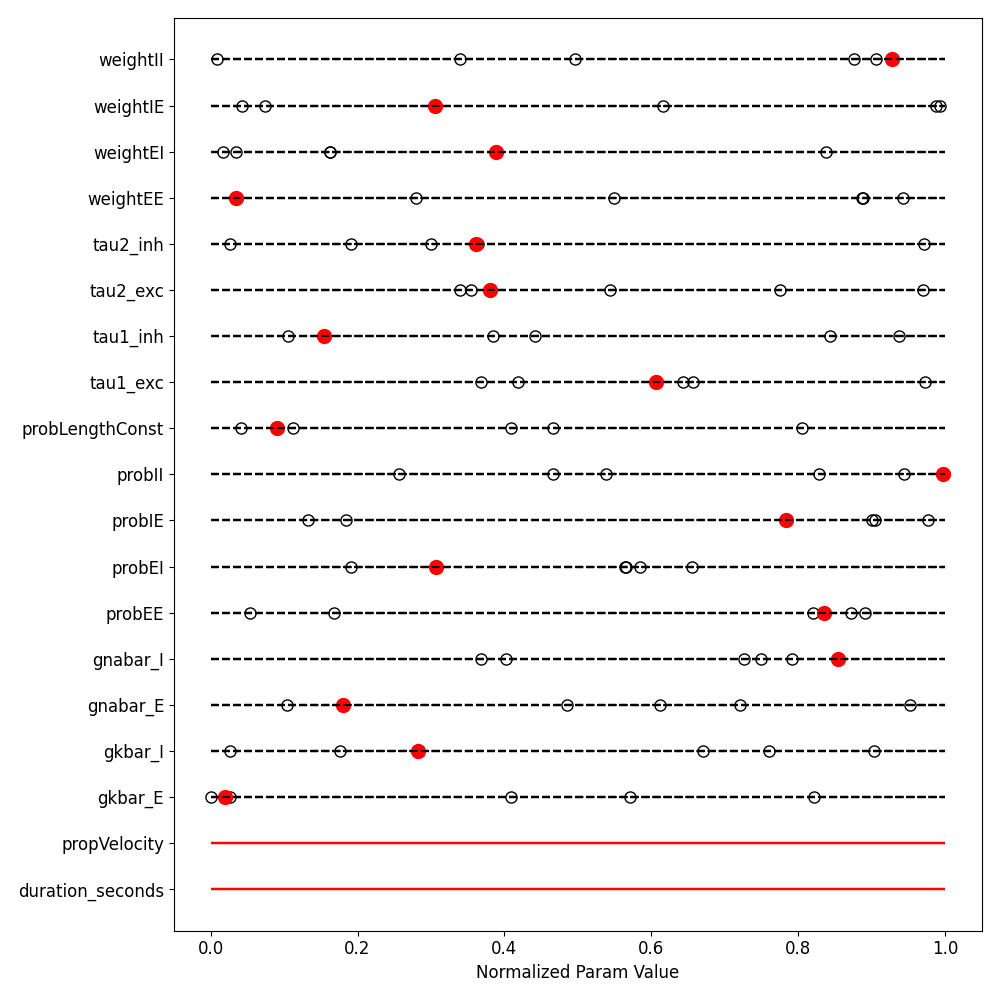 weightII
weightIE
weightEI
weightEE
tau2_inh
tau2_exc
tau1_inh
tau1_exc
probLengthConst
probII
probIE
probEI
probEE
gnabar_I
gnabar_E
gkbar_I
gkbar_E
propVelocity
duration_seconds
0.0 0.2 0.4 0.6 0.8 1.0
Normalized Param Value